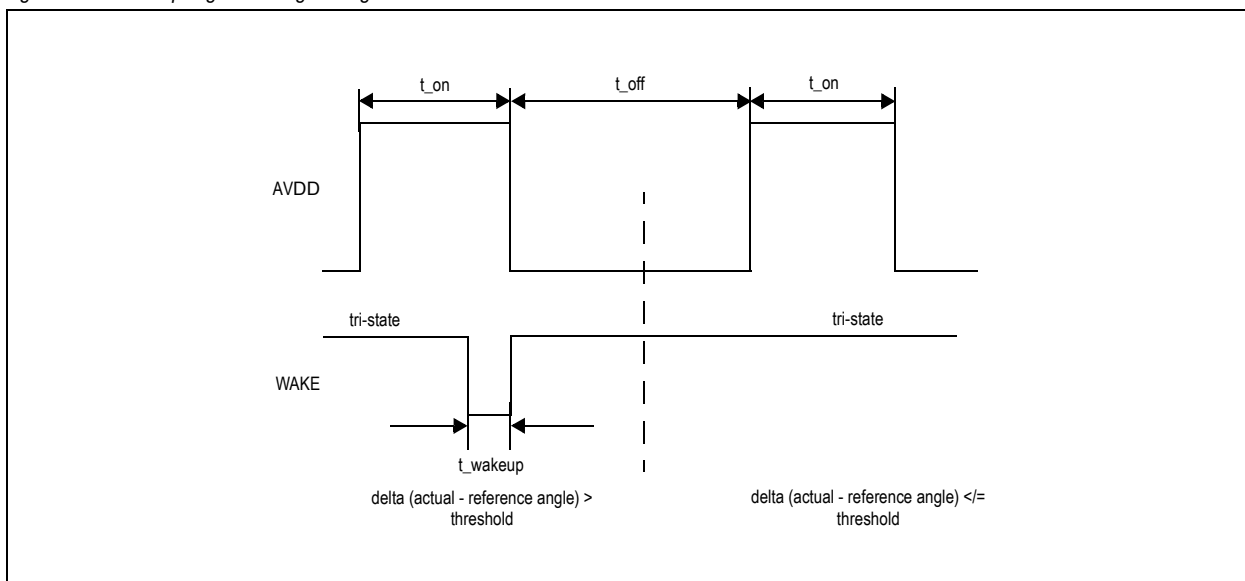 t_on
t_off
t_on
AVDD
tri-state
tri-state
WAKE
t_wakeup
delta (actual - reference angle) >
threshold
delta (actual - reference angle) </=
threshold